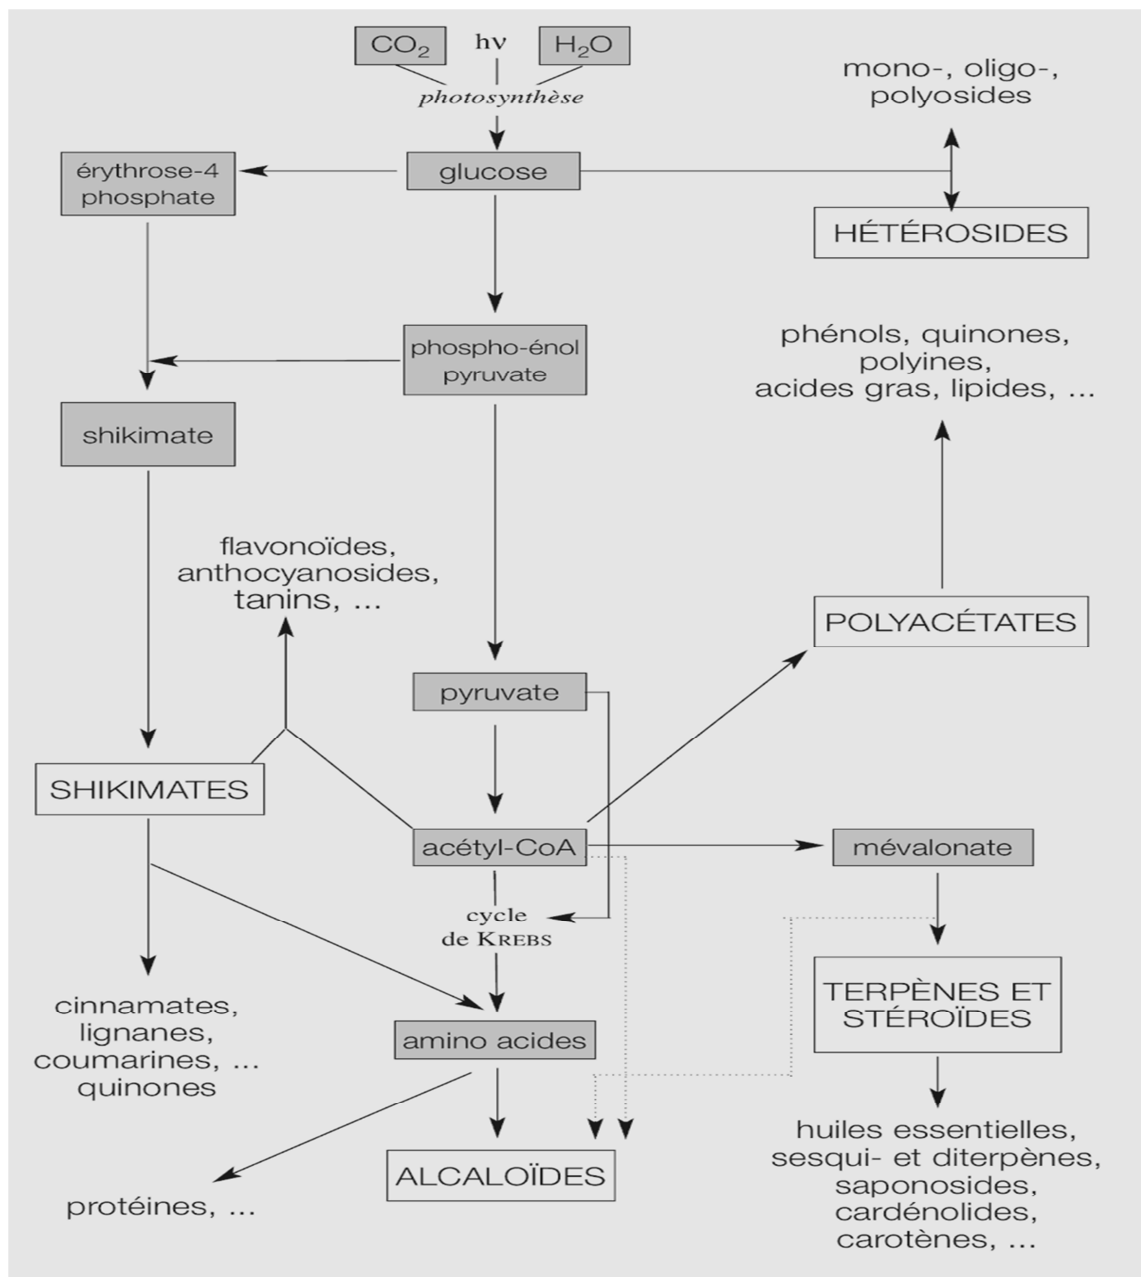 CO₂
hν
H₂O
photosynthèse
mono-, oligo-,
polyosides
érythrose-4
phosphate
glucose
HÉTÉROSIDES
phospho-énol
pyruvate
phénols, quinones,
polyines,
acides gras, lipides, ...
shikimate
flavonoïdes,
anthocyanosides,
tanins, ...
POLYACÉTATES
pyruvate
SHIKIMATES
acétyl-CoA
mévalonate
cycle
de KREBS
cinnamates,
lignanes,
coumarines, ...
quinones
TERPÈNES ET
STÉROÏDES
amino acides
huiles essentielles,
sesqui- et diterpènes,
saponosides,
cardénolides,
carotènes, ...
ALCALOÏDES
protéines, ...